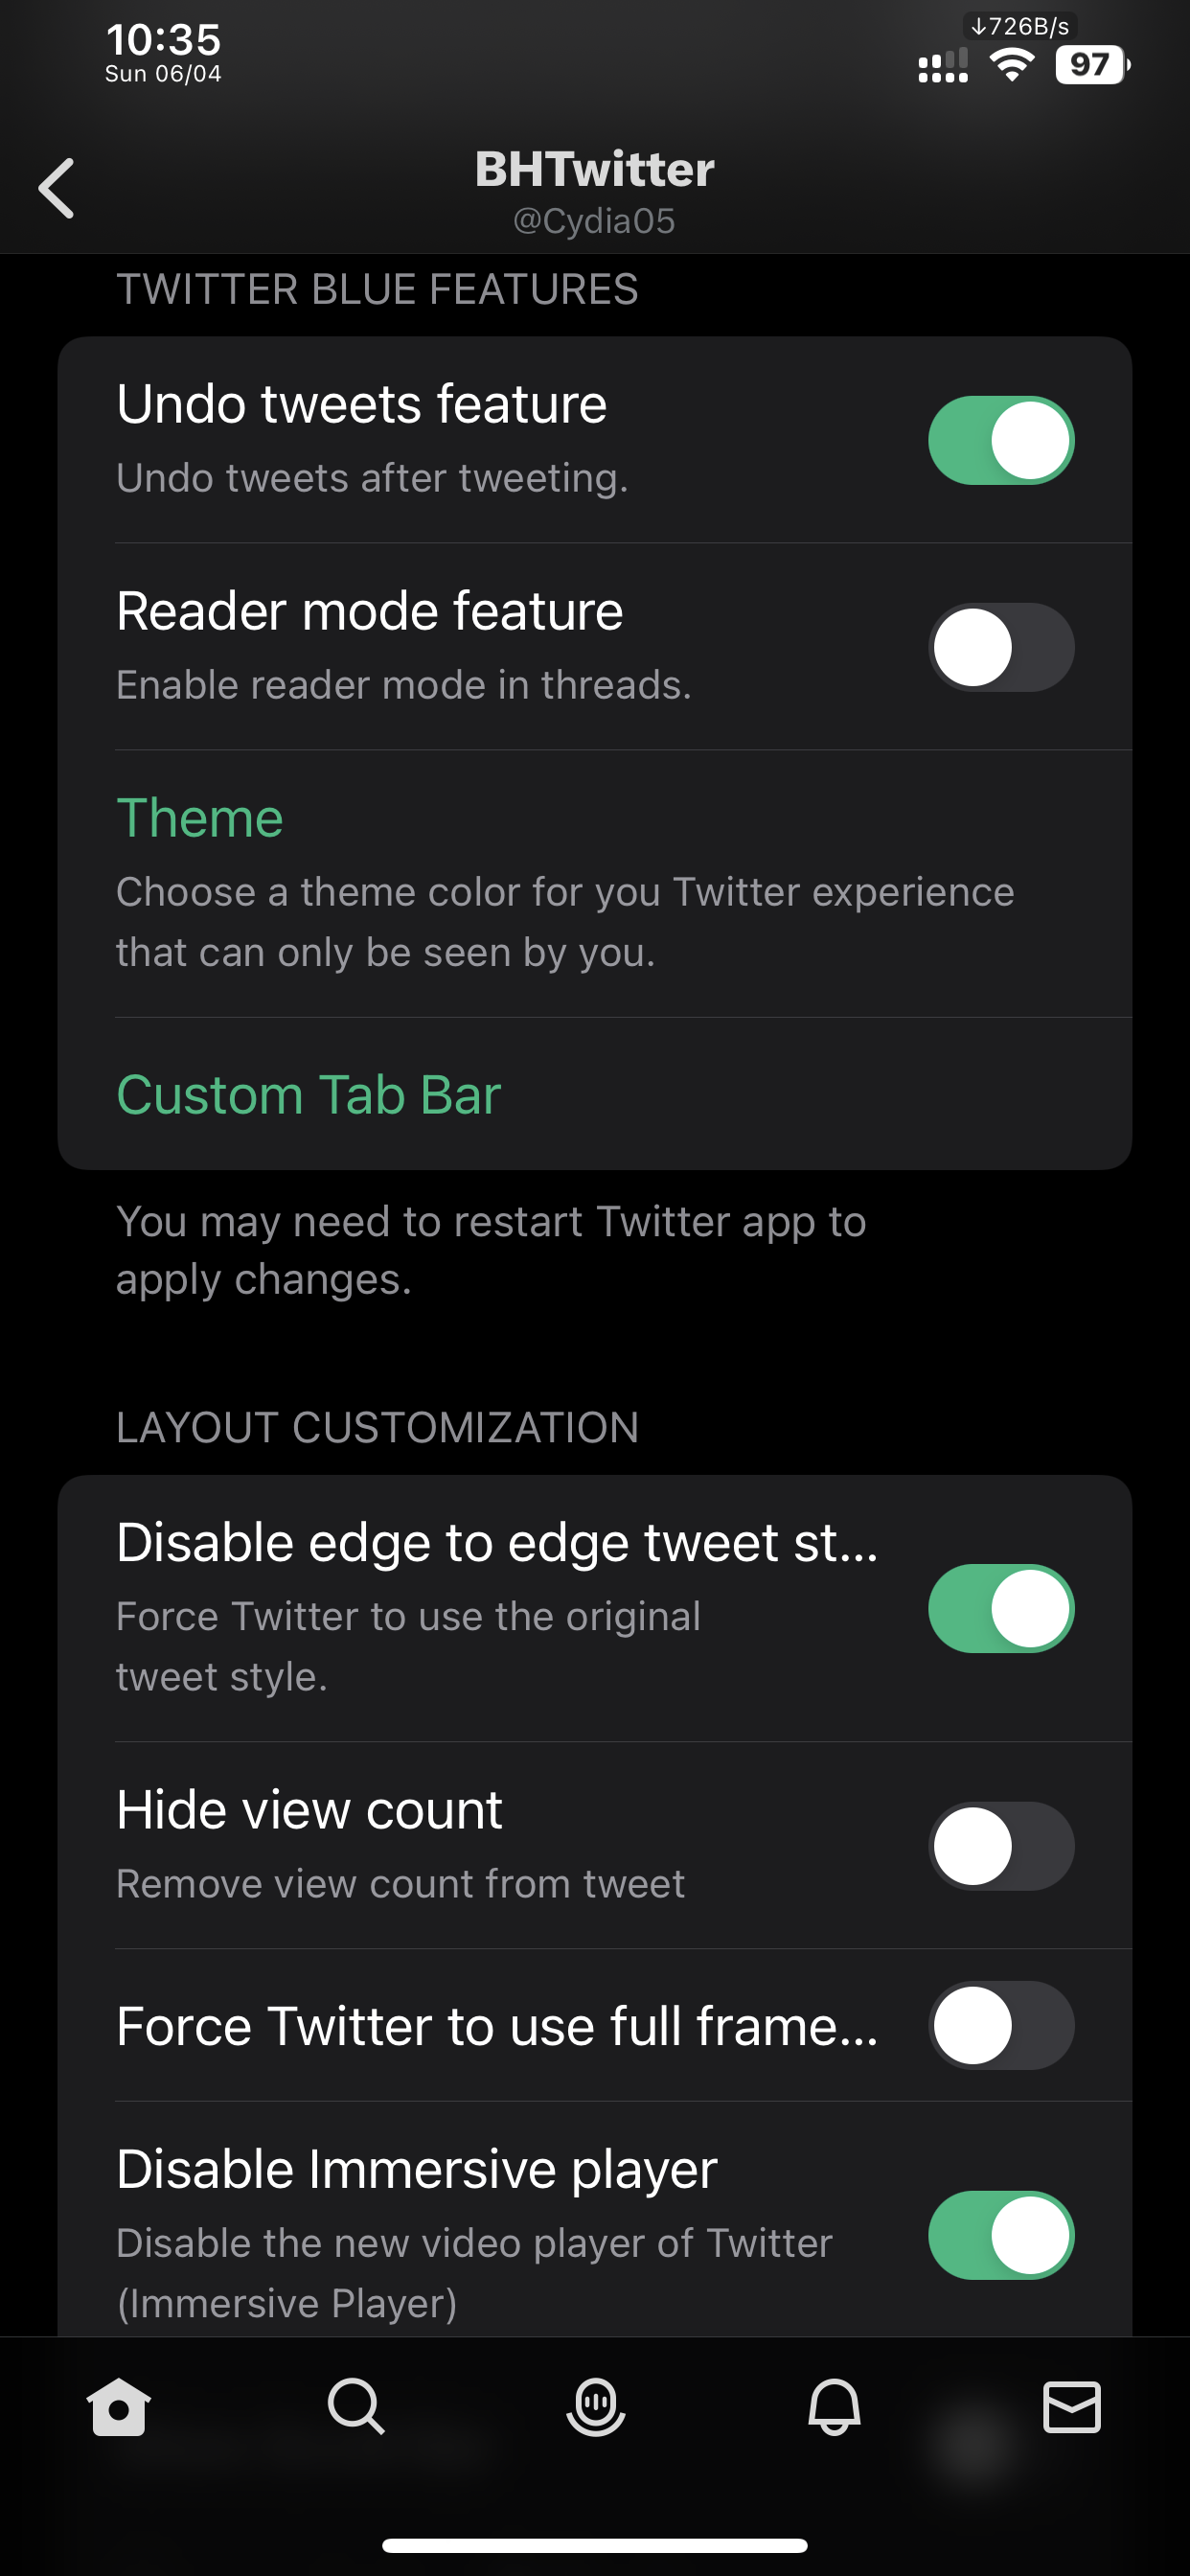 10:35
Sun 06/04
↓726B/s
97
BHTwitter
@Cydia05
TWITTER BLUE FEATURES
Undo tweets feature
Undo tweets after tweeting.
Reader mode feature
Enable reader mode in threads.
Theme
Choose a theme color for you Twitter experience
that can only be seen by you.
Custom Tab Bar
You may need to restart Twitter app to
apply changes.
LAYOUT CUSTOMIZATION
Disable edge to edge tweet st...
Force Twitter to use the original
tweet style.
Hide view count
Remove view count from tweet
Force Twitter to use full frame...
Disable Immersive player
Disable the new video player of Twitter
(Immersive Player)